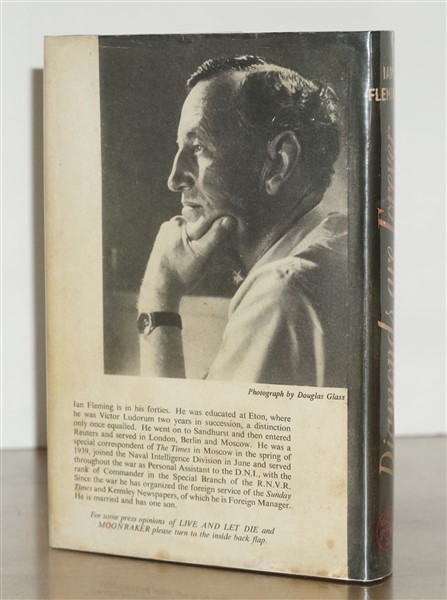 Photograph by Douglas Glass
Ian Fleming is in his forties. He was educated at Eton, where
he was Victor Ludorum two years in succession, a distinction
only once equalled. He went on to Sandhurst and then entered
Reuters and served in London, Berlin and Moscow. He was a
special correspondent of The Times in Moscow in the spring of
1939, joined the Naval Intelligence Division in June and served
throughout the war as Personal Assistant to the D.N.I., with the
rank of Commander in the Special Branch of the R.N.V.R.
Since the war he has organized the foreign service of the Sunday
Times and Kemsley Newspapers, of which he is Foreign Manager.
He is married and has one son.
For some press opinions of LIVE AND LET DIE and
MOONRAKER please turn to the inside back flap.
IAN
FLEM
Diamonds are Forever